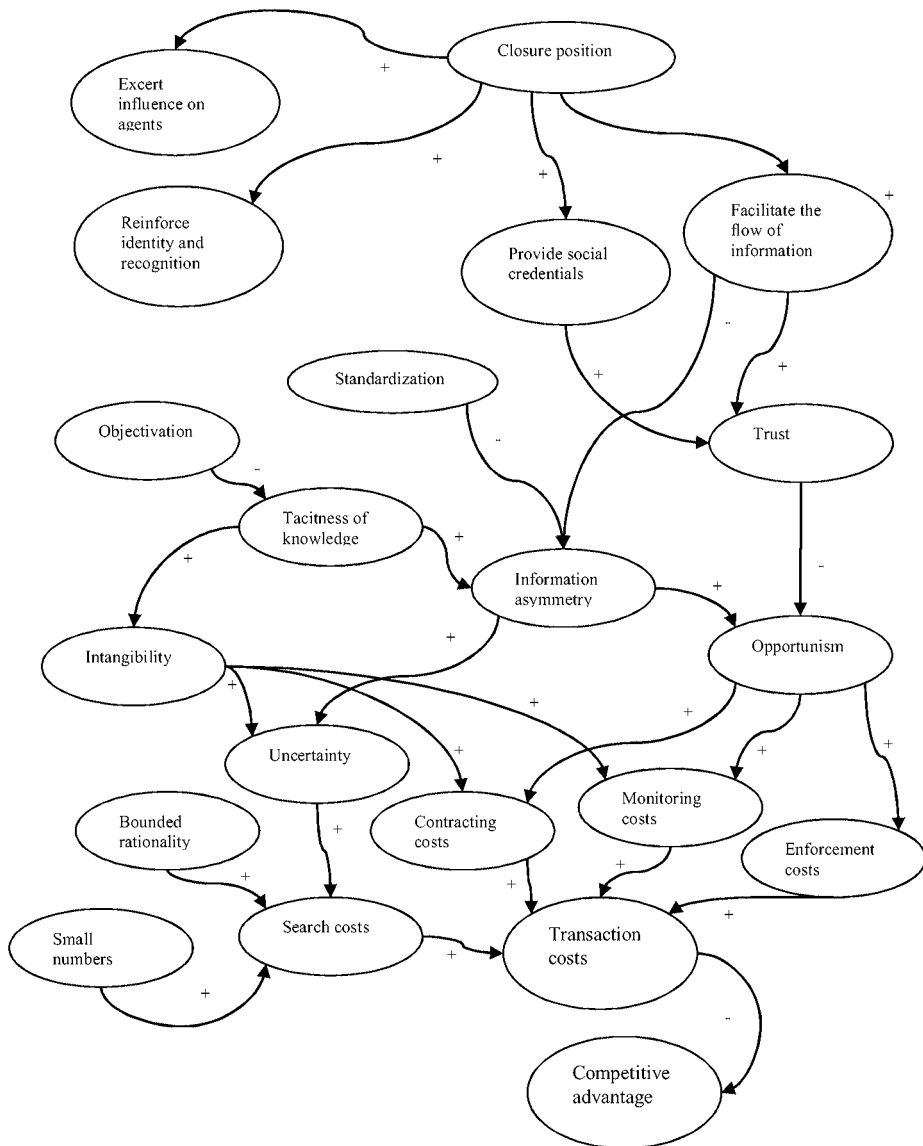 Closure position
+
Excert
influence on
agents
+
+
+
Reinforce
identity and
recognition
Provide social
credentials
Facilitate the
flow of
information
-
+
+
Standardization
Objectivation
-
-
Trust
Tacitness of
knowledge
+
+
Information
asymmetry
+
-
Intangibility
+
Opportunism
+
+
+
Uncertainty
+
+
+
Monitoring
costs
Bounded
rationality
+
Contracting
costs
Enforcement
costs
+
+
+
+
Small
numbers
Search costs
+
Transaction
costs
+
-
Competitive
advantage